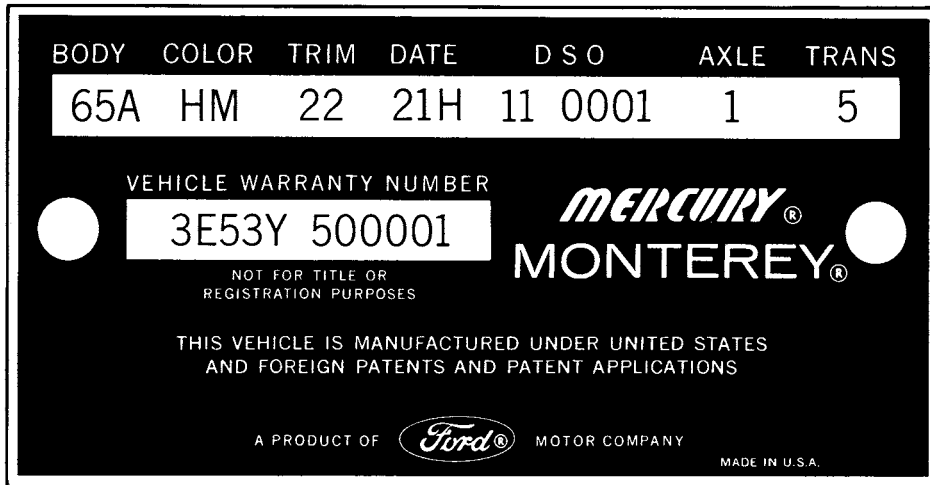 BODY COLOR TRIM DATE D S O AXLE TRANS
65A HM 22 21H 11 0001 1 5
VEHICLE WARRANTY NUMBER
3E53Y 500001
NOT FOR TITLE OR
REGISTRATION PURPOSES
MERCURY®
MONTEREY®
THIS VEHICLE IS MANUFACTURED UNDER UNITED STATES
AND FOREIGN PATENTS AND PATENT APPLICATIONS
A PRODUCT OF Ford® MOTOR COMPANY
MADE IN U.S.A.